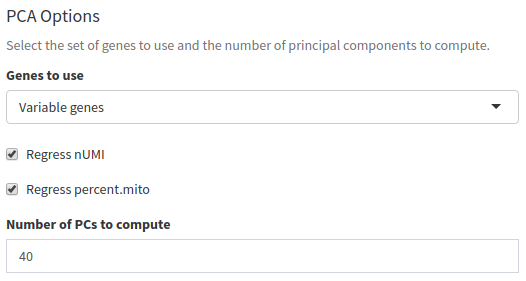 PCA Options
Select the set of genes to use and the number of principal components to compute.
Genes to use
Variable genes
Regress nUMI
Regress percent.mito
Number of PCs to compute
40